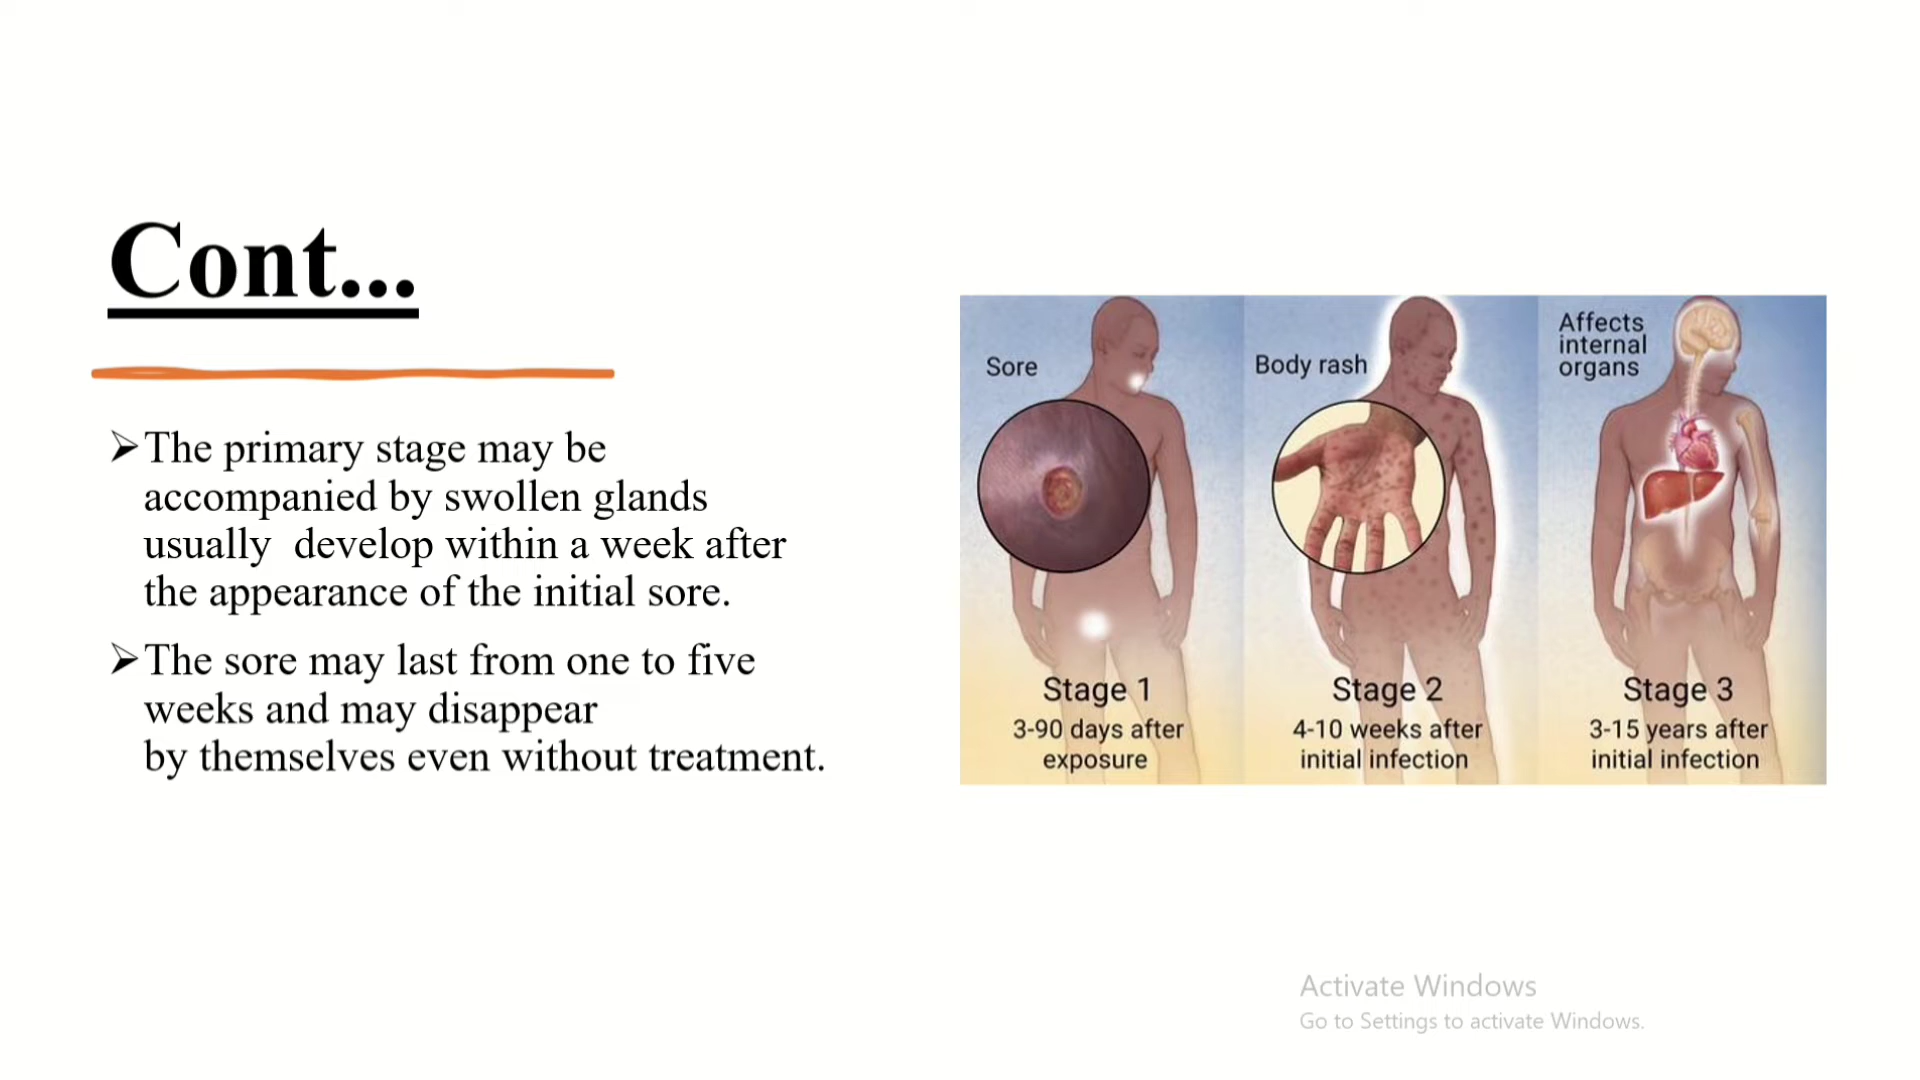 Cont...
➢The primary stage may be
accompanied by swollen glands
usually  develop within a week after
the appearance of the initial sore.
➢The sore may last from one to five
weeks and may disappear
by themselves even without treatment.
Sore
Stage 1
3-90 days after
exposure
Body rash
Stage 2
4-10 weeks after
initial infection
Affects
internal
organs
Stage 3
3-15 years after
initial infection
Activate Windows
Go to Settings to activate Windows.